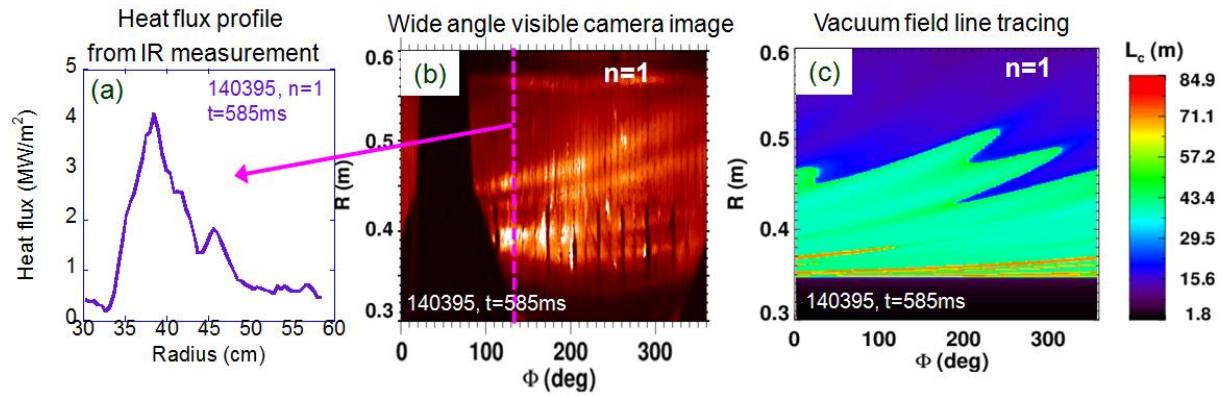 Heat flux profile
from IR measurement
Wide angle visible camera image
Vacuum field line tracing
(a)
140395, n=1
t=585ms
5
4
3
2
1
0
30
35
40
45
50
55
60
Heat flux (MW/m²)
Radius (cm)
(b)
n=1
0.6
0.5
0.4
0.3
R (m)
140395, t=585ms
0
100
200
300
Φ (deg)
(c)
n=1
0.6
0.5
0.4
0.3
R (m)
140395, t=585ms
0
100
200
300
Φ (deg)
L_c (m)
84.9
71.1
57.2
43.4
29.5
15.6
1.8